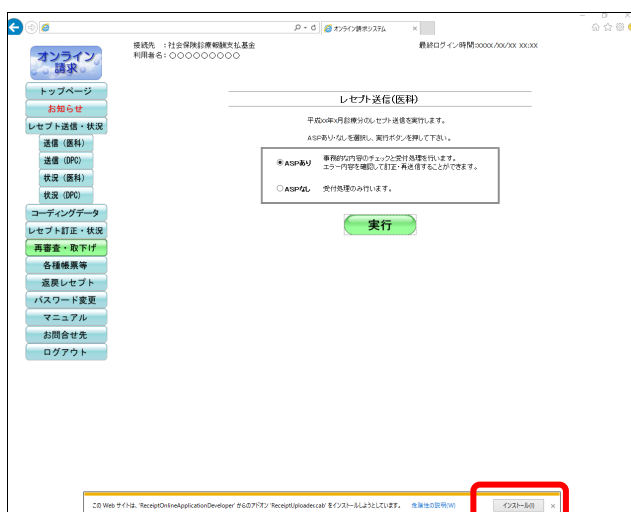 オンライン請求システム
オンライン
請求
接続先　：社会保険診療報酬支払基金
利用者名：○○○○○○○○○
最終ログイン時間:xxxx/xx/xx xx:xx
トップページ
お知らせ
レセプト送信・状況
送信（医科）
送信（DPC）
状況（医科）
状況（DPC）
コーディングデータ
レセプト訂正・状況
再審査・取下げ
各種帳票等
返戻レセプト
パスワード変更
マニュアル
お問合せ先
ログアウト
レセプト送信(医科)
平成xx年x月診療分のレセプト送信を実行します。
ASPあり・なしを選択し、実行ボタンを押して下さい。
ASPあり　事務的な内容のチェックと受付処理を行います。
エラー内容を確認して訂正・再送信することができます。
ASPなし　受付処理のみ行います。
実行
この Web サイトは、'ReceiptOnlineApplicationDeveloper' からのアドオン 'ReceiptUploader.cab' をインストールしようとしています。　危険性の説明(W)　インストール(I)　×